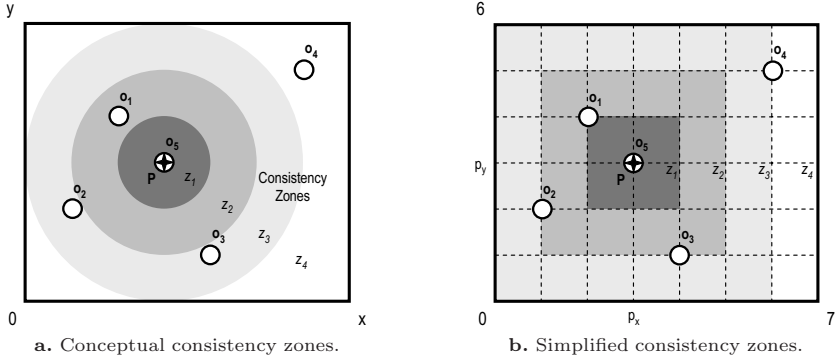 y
o₄
o₁
o₅
P
z₁
Consistency
Zones
o₂
z₂
o₃
z₃
z₄
0
x
a. Conceptual consistency zones.
6
o₄
o₁
o₅
pᵧ
P
z₁
z₂
z₃
z₄
o₂
o₃
0
pₓ
7
b. Simplified consistency zones.